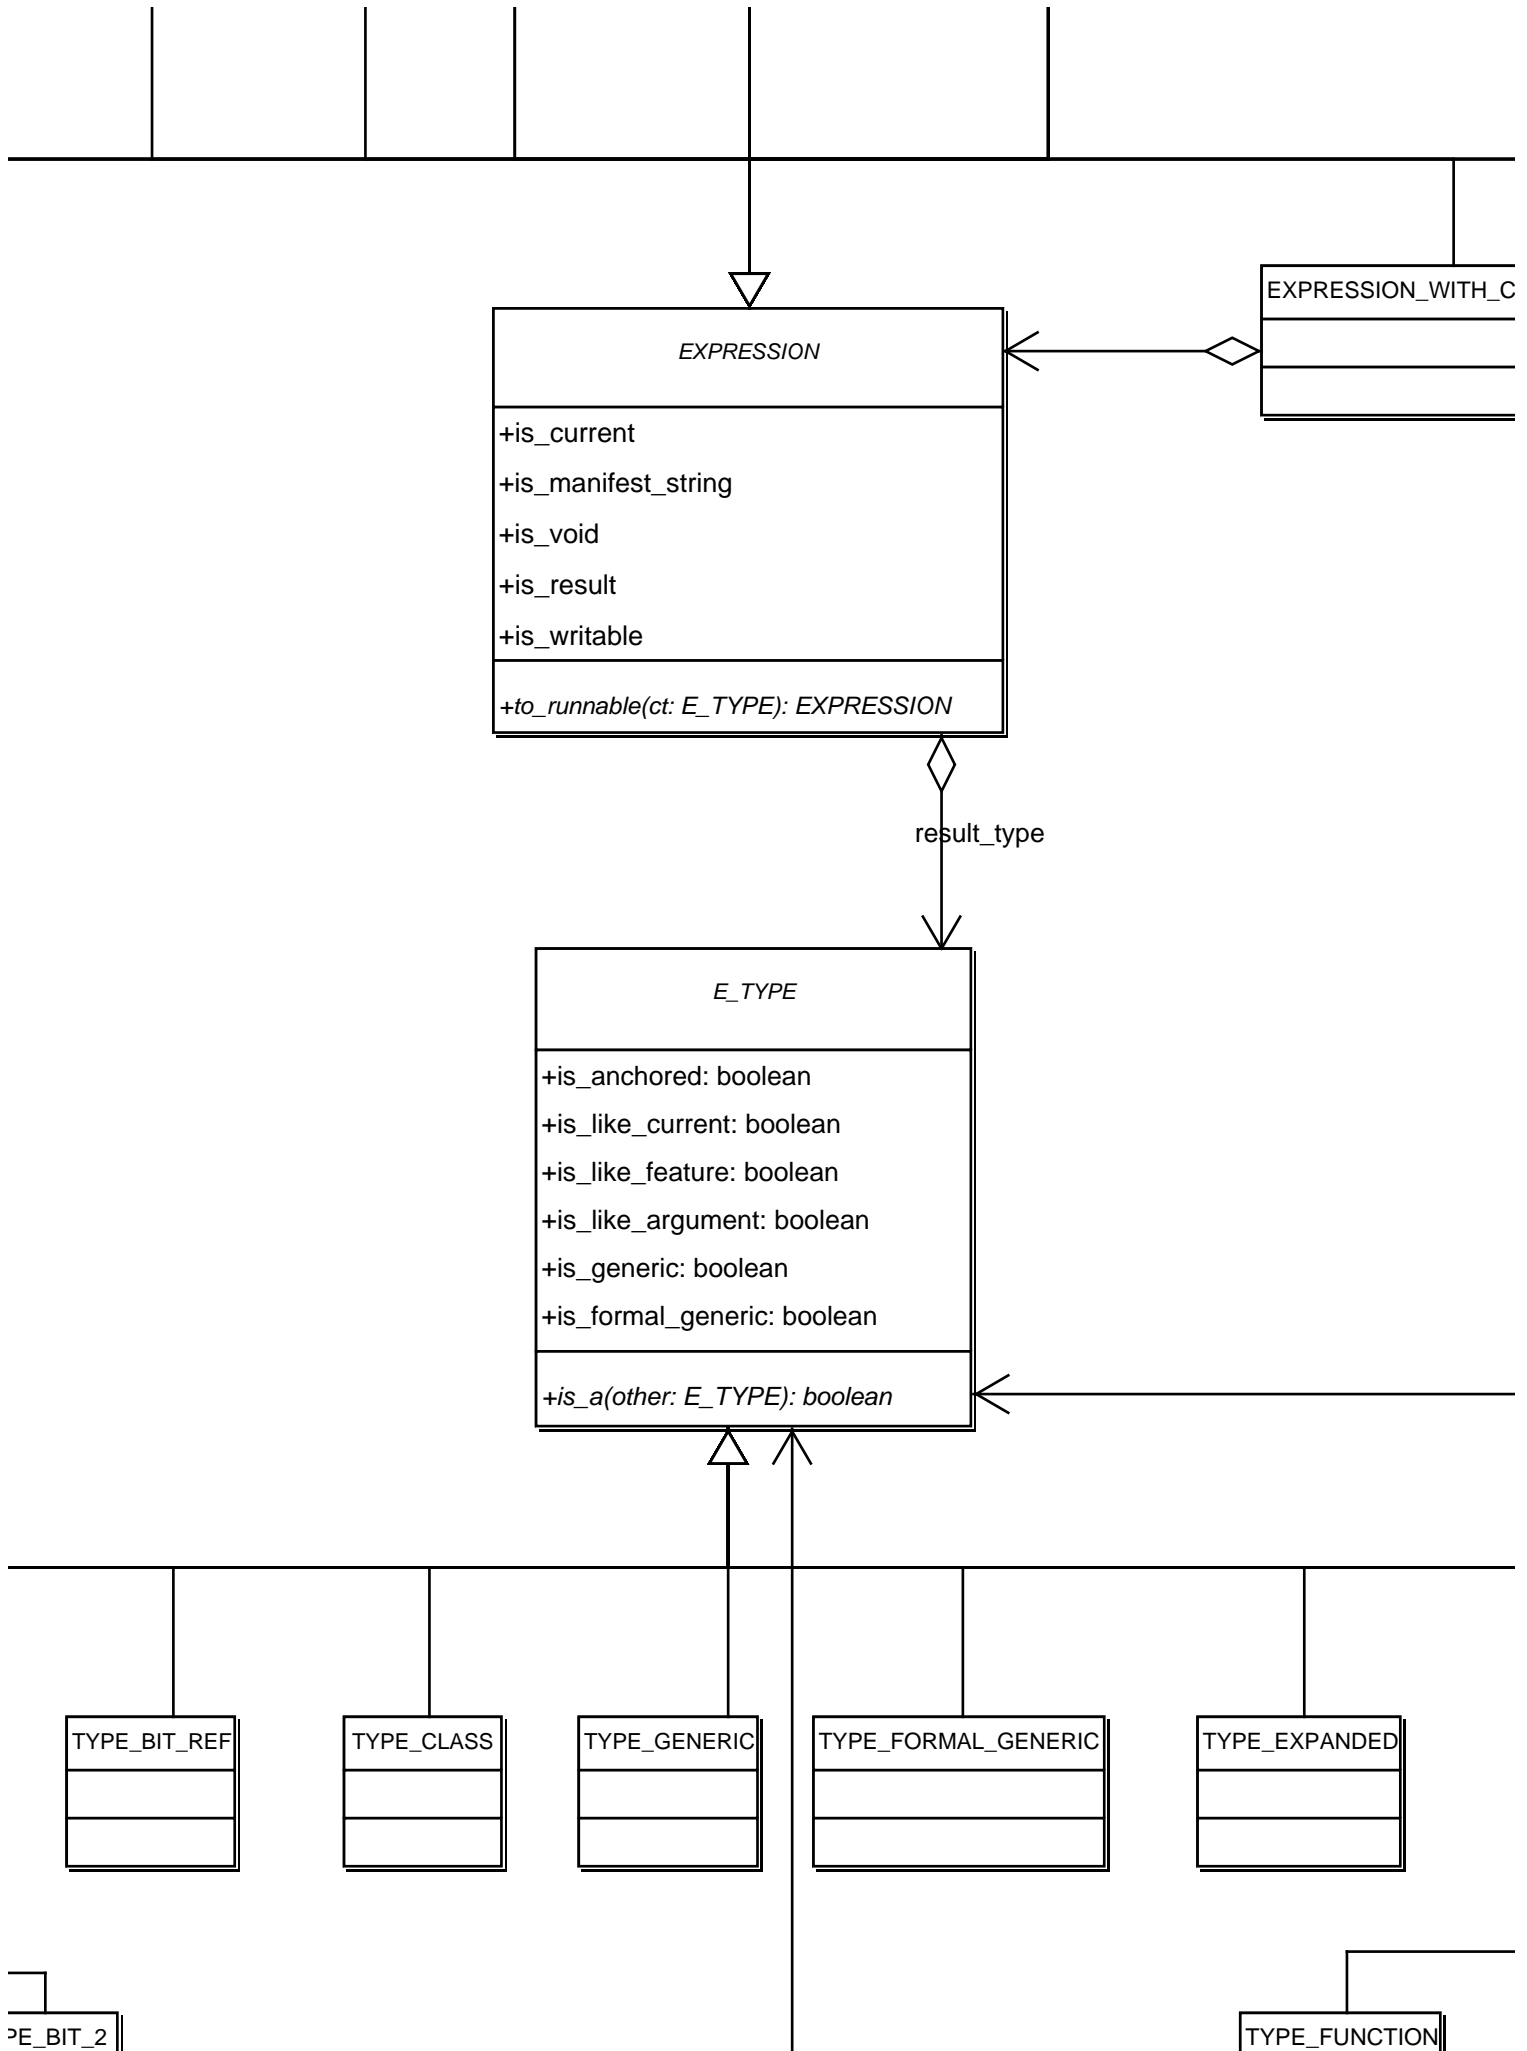 EXPRESSION_WITH_C
EXPRESSION
+is_current
+is_manifest_string
+is_void
+is_result
+is_writable
+to_runnable(ct: E_TYPE): EXPRESSION
result_type
E_TYPE
+is_anchored: boolean
+is_like_current: boolean
+is_like_feature: boolean
+is_like_argument: boolean
+is_generic: boolean
+is_formal_generic: boolean
+is_a(other: E_TYPE): boolean
TYPE_BIT_REF
TYPE_CLASS
TYPE_GENERIC
TYPE_FORMAL_GENERIC
TYPE_EXPANDED
PE_BIT_2
TYPE_FUNCTION